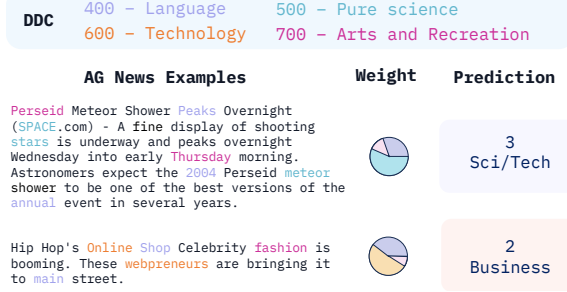 DDC
400 – Language 500 – Pure science
600 – Technology 700 – Arts and Recreation
AG News Examples Weight Prediction
Perseid Meteor Shower Peaks Overnight
(SPACE.com) - A fine display of shooting
stars is underway and peaks overnight
Wednesday into early Thursday morning.
Astronomers expect the 2004 Perseid meteor
shower to be one of the best versions of the
annual event in several years.
3
Sci/Tech
Hip Hop's Online Shop Celebrity fashion is
booming. These webpreneurs are bringing it
to main street.
2
Business